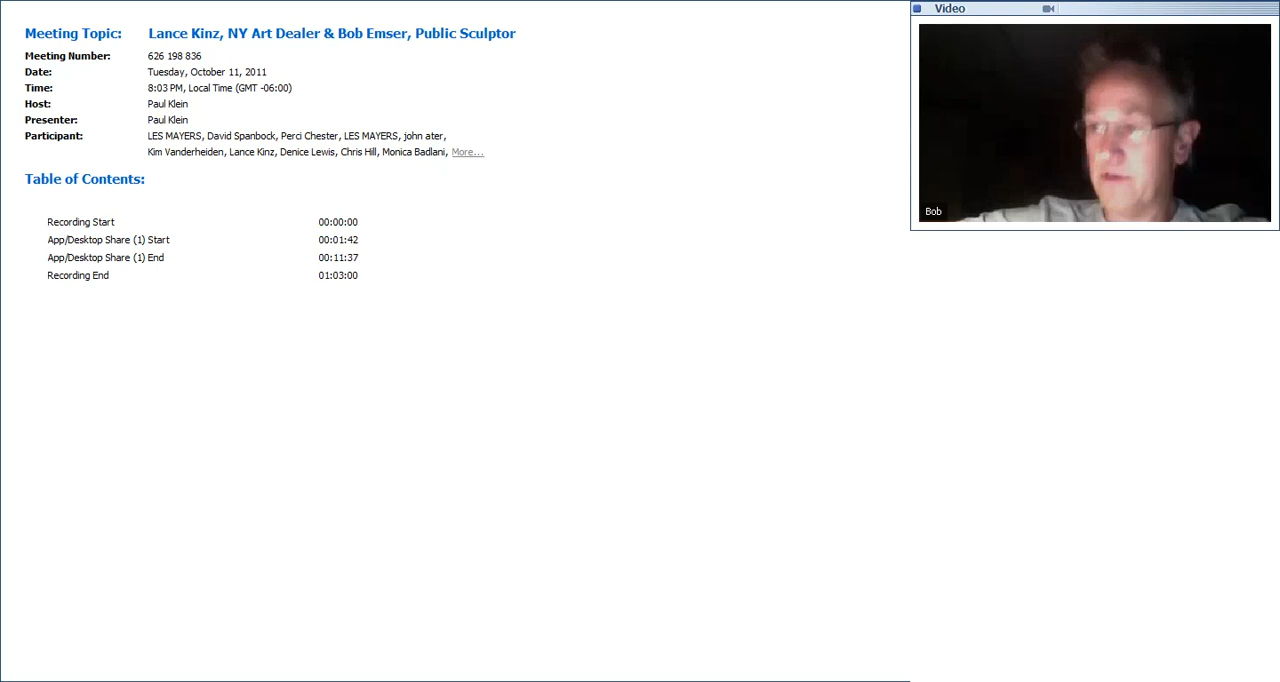 Meeting Topic: Lance Kinz, NY Art Dealer & Bob Emser, Public Sculptor
Meeting Number: 626 198 836
Date: Tuesday, October 11, 2011
Time: 8:03 PM, Local Time (GMT -06:00)
Host: Paul Klein
Presenter: Paul Klein
Participant: LES MAYERS, David Spanbock, Perci Chester, LES MAYERS, john ater,
Kim Vanderheiden, Lance Kinz, Denice Lewis, Chris Hill, Monica Badlani, More...
Table of Contents:
Recording Start 00:00:00
App/Desktop Share (1) Start 00:01:42
App/Desktop Share (1) End 00:11:37
Recording End 01:03:00
Video
Bob